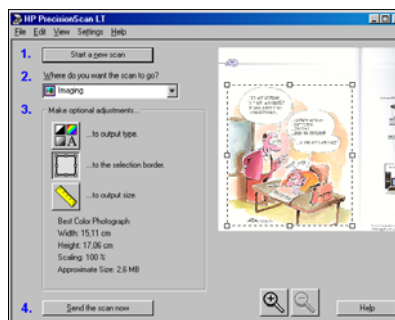 HP PrecisionScan LT
File Edit View Settings Help
1. Start a new scan
2. Where do you want the scan to go?
Imaging
3. Make optional adjustments...
...to output type.
A
...to the selection border.
...to output size.
Best Color Photograph
Width: 15,11 cm
Height: 17,06 cm
Scaling: 100 %
Approximate Size: 2,6 MB
4. Send the scan now
Help